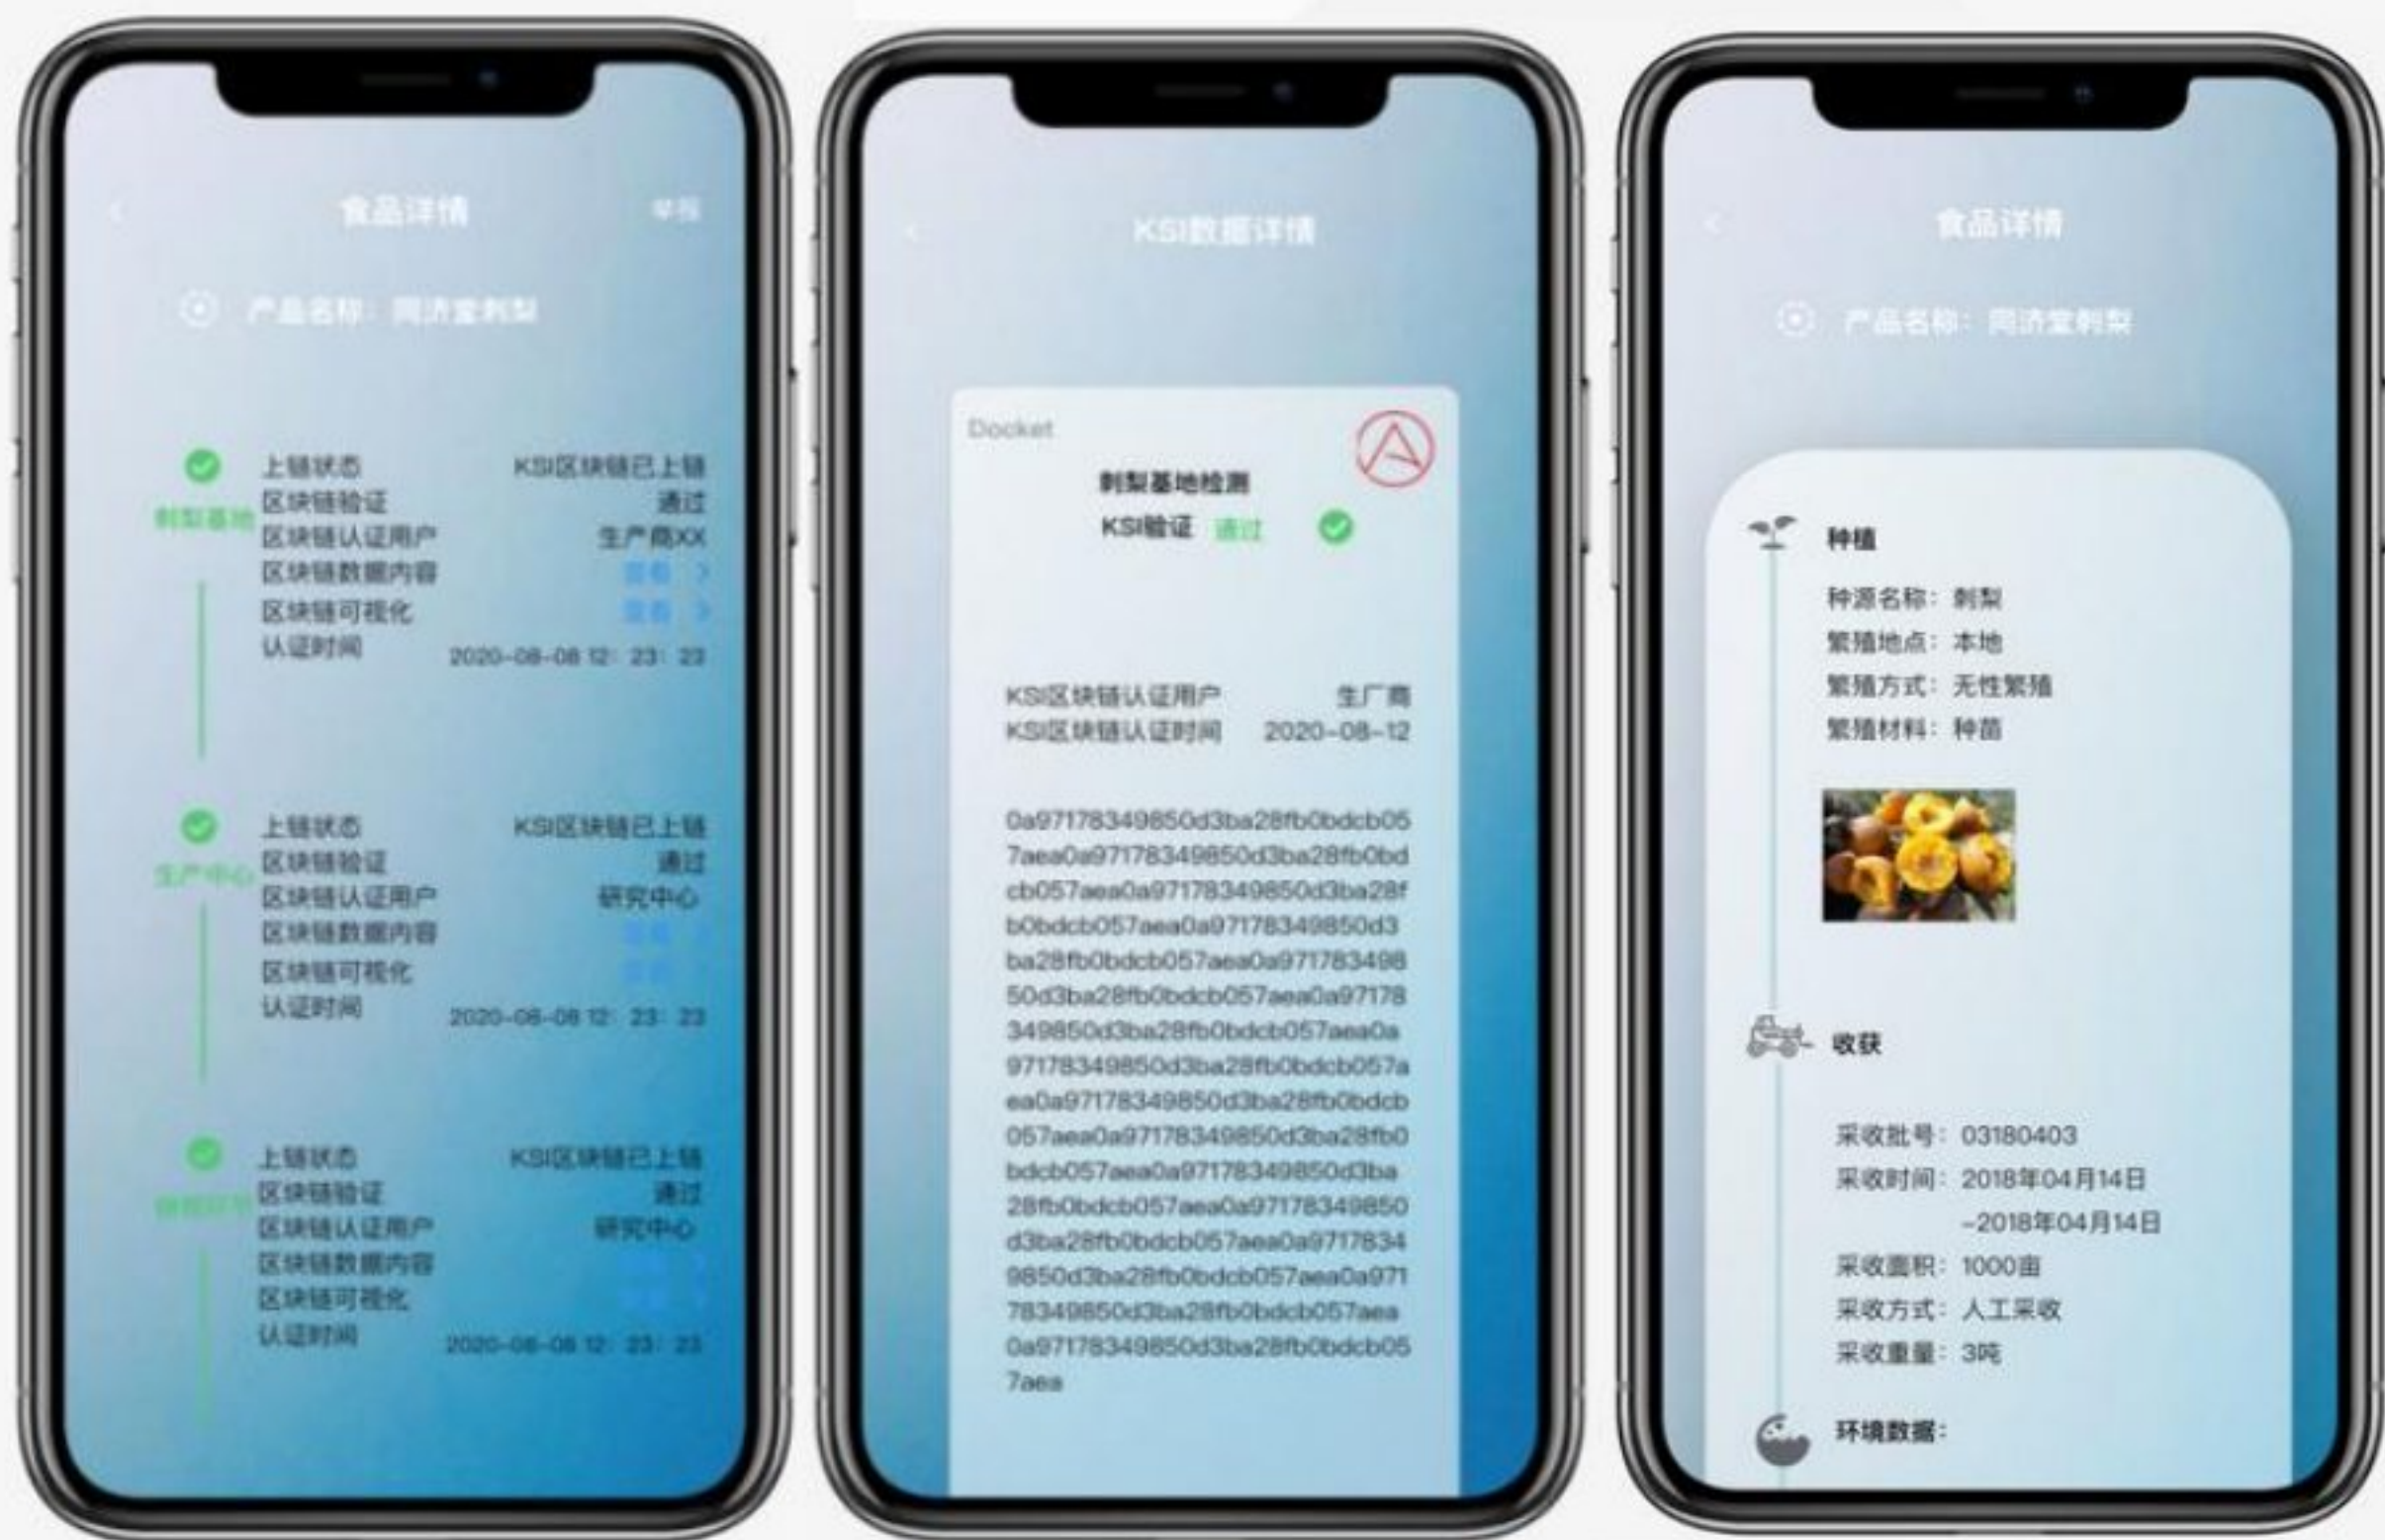 食品详情
举报
产品名称：同济堂刺梨
刺梨基地
上链状态 KSI区块链已上链
区块链验证 通过
区块链认证用户 生产商XX
区块链数据内容 查看
区块链可视化 查看
认证时间 2020-08-08 12：23：23
生产中心
上链状态 KSI区块链已上链
区块链验证 通过
区块链认证用户 研究中心
区块链数据内容 查看
区块链可视化 查看
认证时间 2020-08-08 12：23：23
上链状态 KSI区块链已上链
区块链验证 通过
区块链认证用户 研究中心
区块链数据内容
区块链可视化
认证时间 2020-08-08 12：23：23
KSI数据详情
Docket
刺梨基地检测
KSI验证 通过
KSI区块链认证用户 生厂商
KSI区块链认证时间 2020-08-12
0a97178349850d3ba28fb0bdcb05
7aea0a97178349850d3ba28fb0bd
cb057aea0a97178349850d3ba28f
b0bdcb057aea0a97178349850d3
ba28fb0bdcb057aea0a971783498
50d3ba28fb0bdcb057aea0a97178
349850d3ba28fb0bdcb057aea0a
97178349850d3ba28fb0bdcb057a
ea0a97178349850d3ba28fb0bdcb
057aea0a97178349850d3ba28fb0
bdcb057aea0a97178349850d3ba
28fb0bdcb057aea0a97178349850
d3ba28fb0bdcb057aea0a9717834
9850d3ba28fb0bdcb057aea0a971
78349850d3ba28fb0bdcb057aea
0a97178349850d3ba28fb0bdcb05
7aea
食品详情
产品名称：同济堂刺梨
种植
种源名称：刺梨
繁殖地点：本地
繁殖方式：无性繁殖
繁殖材料：种苗
收获
采收批号：03180403
采收时间：2018年04月14日
-2018年04月14日
采收面积：1000亩
采收方式：人工采收
采收重量：3吨
环境数据：